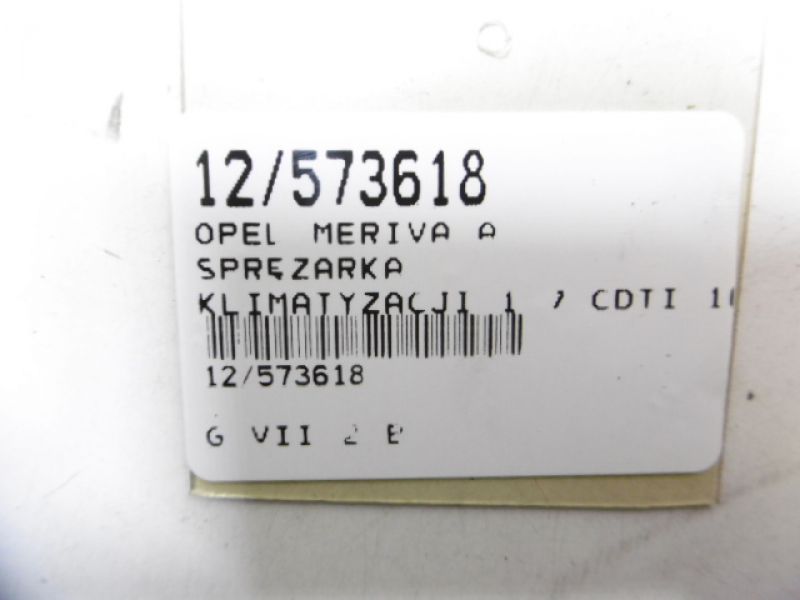 12/573618
OPEL MERIVA A
SPRĘZARKA
KLIMATYZACJI 1 7 CDTI
12/573618
G VII 2 B